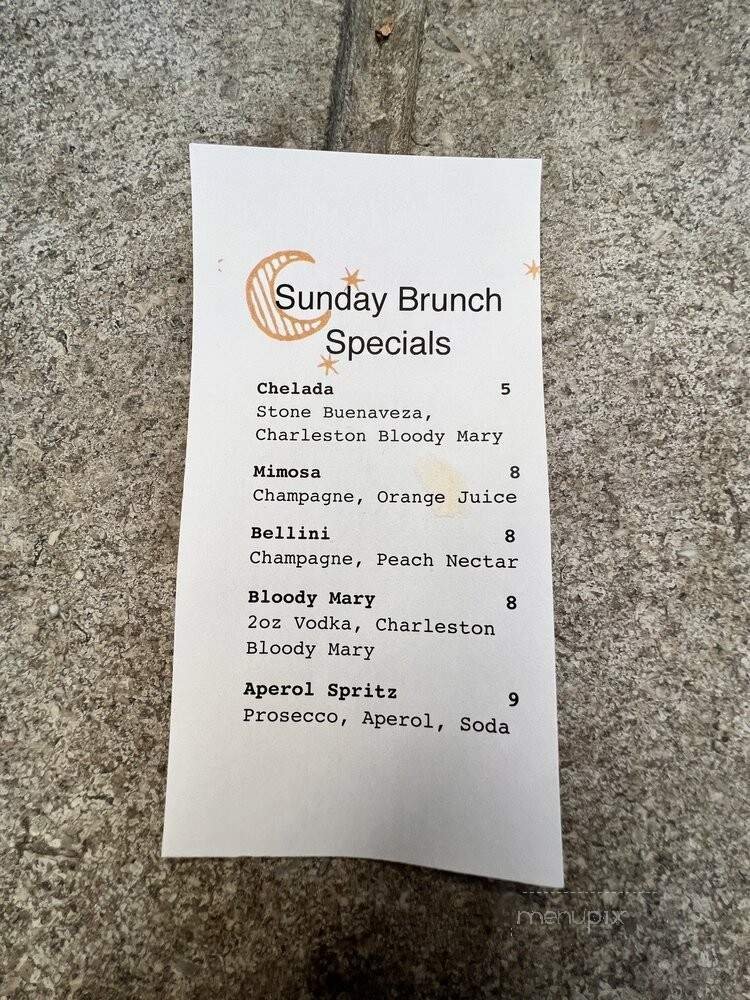 Sunday Brunch
Specials
Chelada 5
Stone Buenaveza,
Charleston Bloody Mary
Mimosa 8
Champagne, Orange Juice
Bellini 8
Champagne, Peach Nectar
Bloody Mary 8
2oz Vodka, Charleston
Bloody Mary
Aperol Spritz 9
Prosecco, Aperol, Soda
menupix